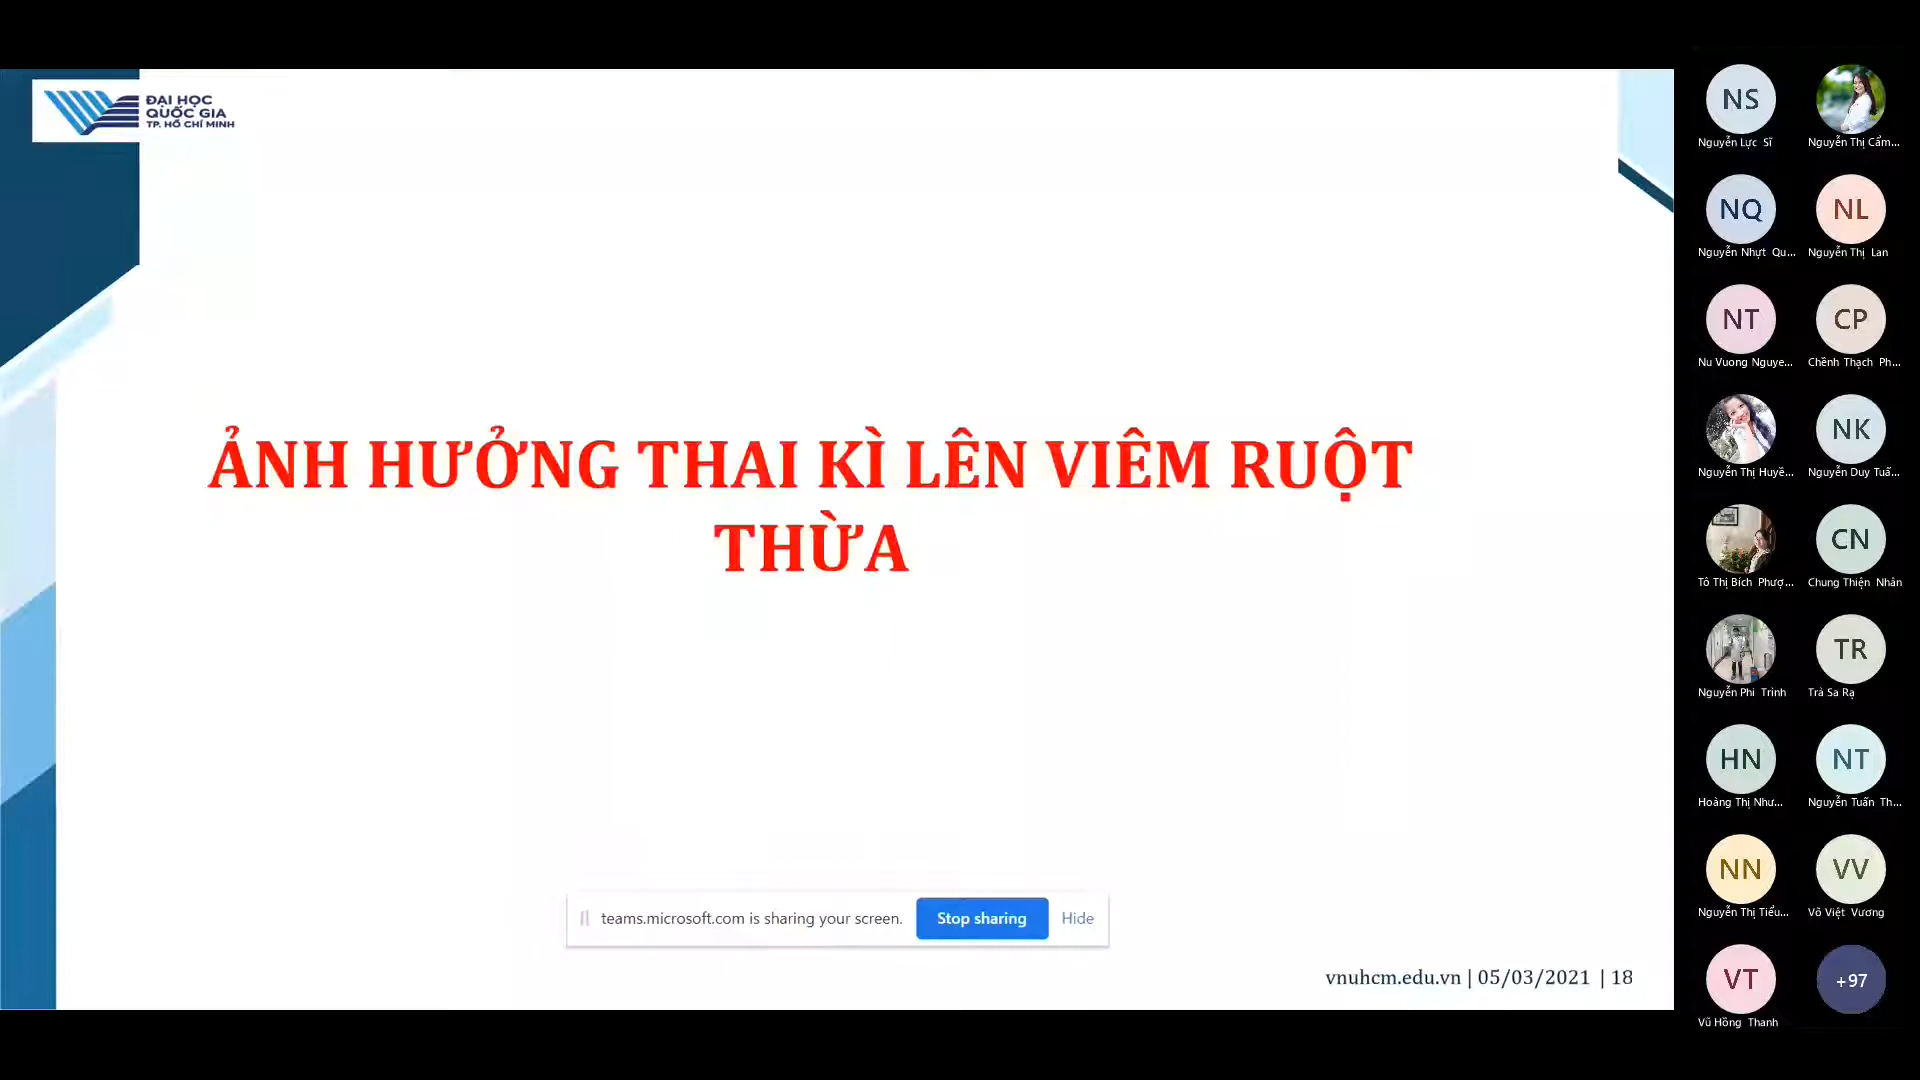 ĐẠI HỌC
QUỐC GIA
TP. HỒ CHÍ MINH
ẢNH HƯỞNG THAI KÌ LÊN VIÊM RUỘT
THỪA
teams.microsoft.com is sharing your screen.
Stop sharing
Hide
vnuhcm.edu.vn | 05/03/2021 | 18
NS
Nguyễn Lực Sĩ
Nguyễn Thị Cẩm...
NQ
Nguyễn Nhựt Qu...
NL
Nguyễn Thị Lan
NT
Nu Vuong Nguye...
CP
Chềnh Thạch Ph...
Nguyễn Thị Huyề...
NK
Nguyễn Duy Tuấ...
Tô Thị Bích Phượ...
CN
Chung Thiện Nhân
Nguyễn Phi Trình
TR
Trà Sa Rạ
HN
Hoàng Thị Như...
NT
Nguyễn Tuấn Th...
NN
Nguyễn Thị Tiểu...
VV
Võ Việt Vương
VT
Vũ Hồng Thanh
+97